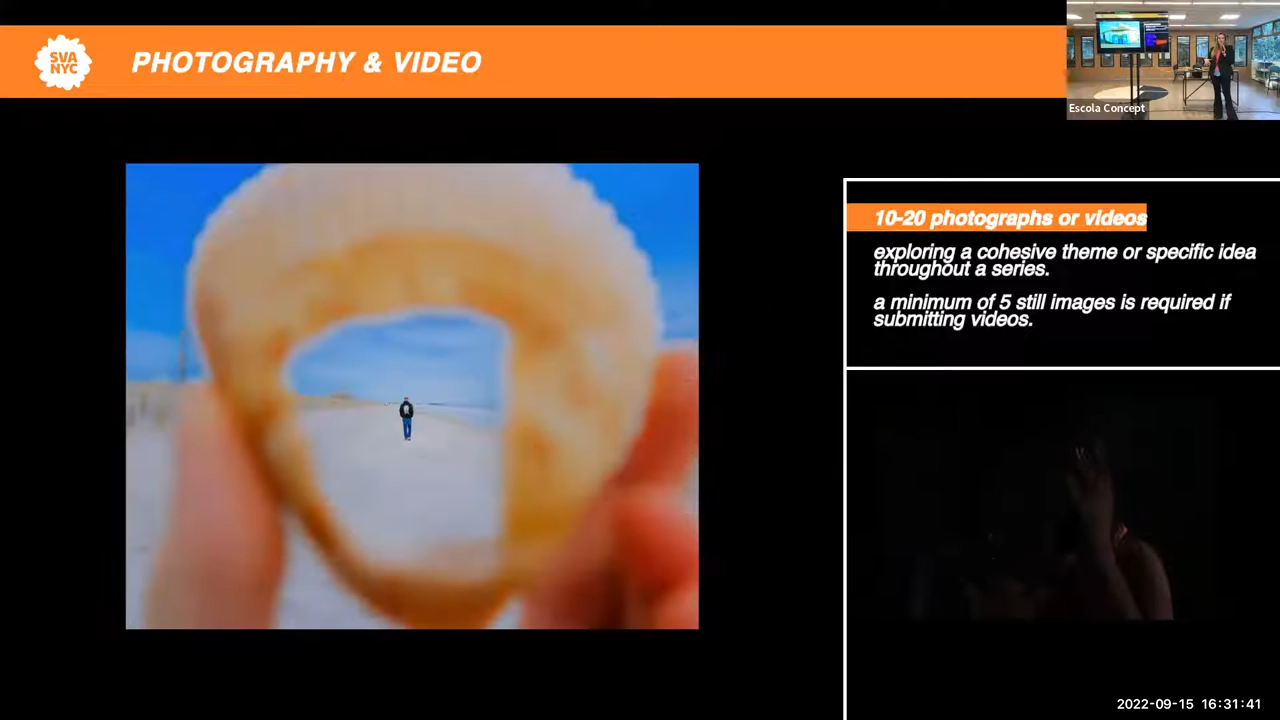 SVA
NYC
PHOTOGRAPHY & VIDEO
Escola Concept
10-20 photographs or videos
exploring a cohesive theme or specific idea
throughout a series.
a minimum of 5 still images is required if
submitting videos.
2022-09-15 16:31:41